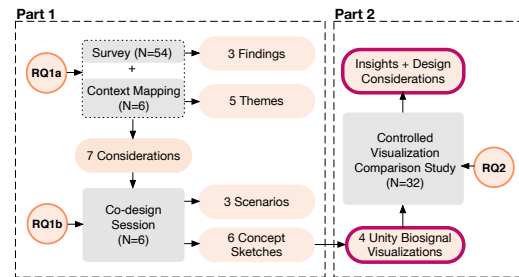 Part 1
Part 2
RQ1a
Survey (N=54)
+
Context Mapping
(N=6)
3 Findings
5 Themes
7 Considerations
RQ1b
Co-design
Session
(N=6)
3 Scenarios
6 Concept
Sketches
Insights + Design
Considerations
Controlled
Visualization
Comparison Study
(N=32)
RQ2
4 Unity Biosignal
Visualizations